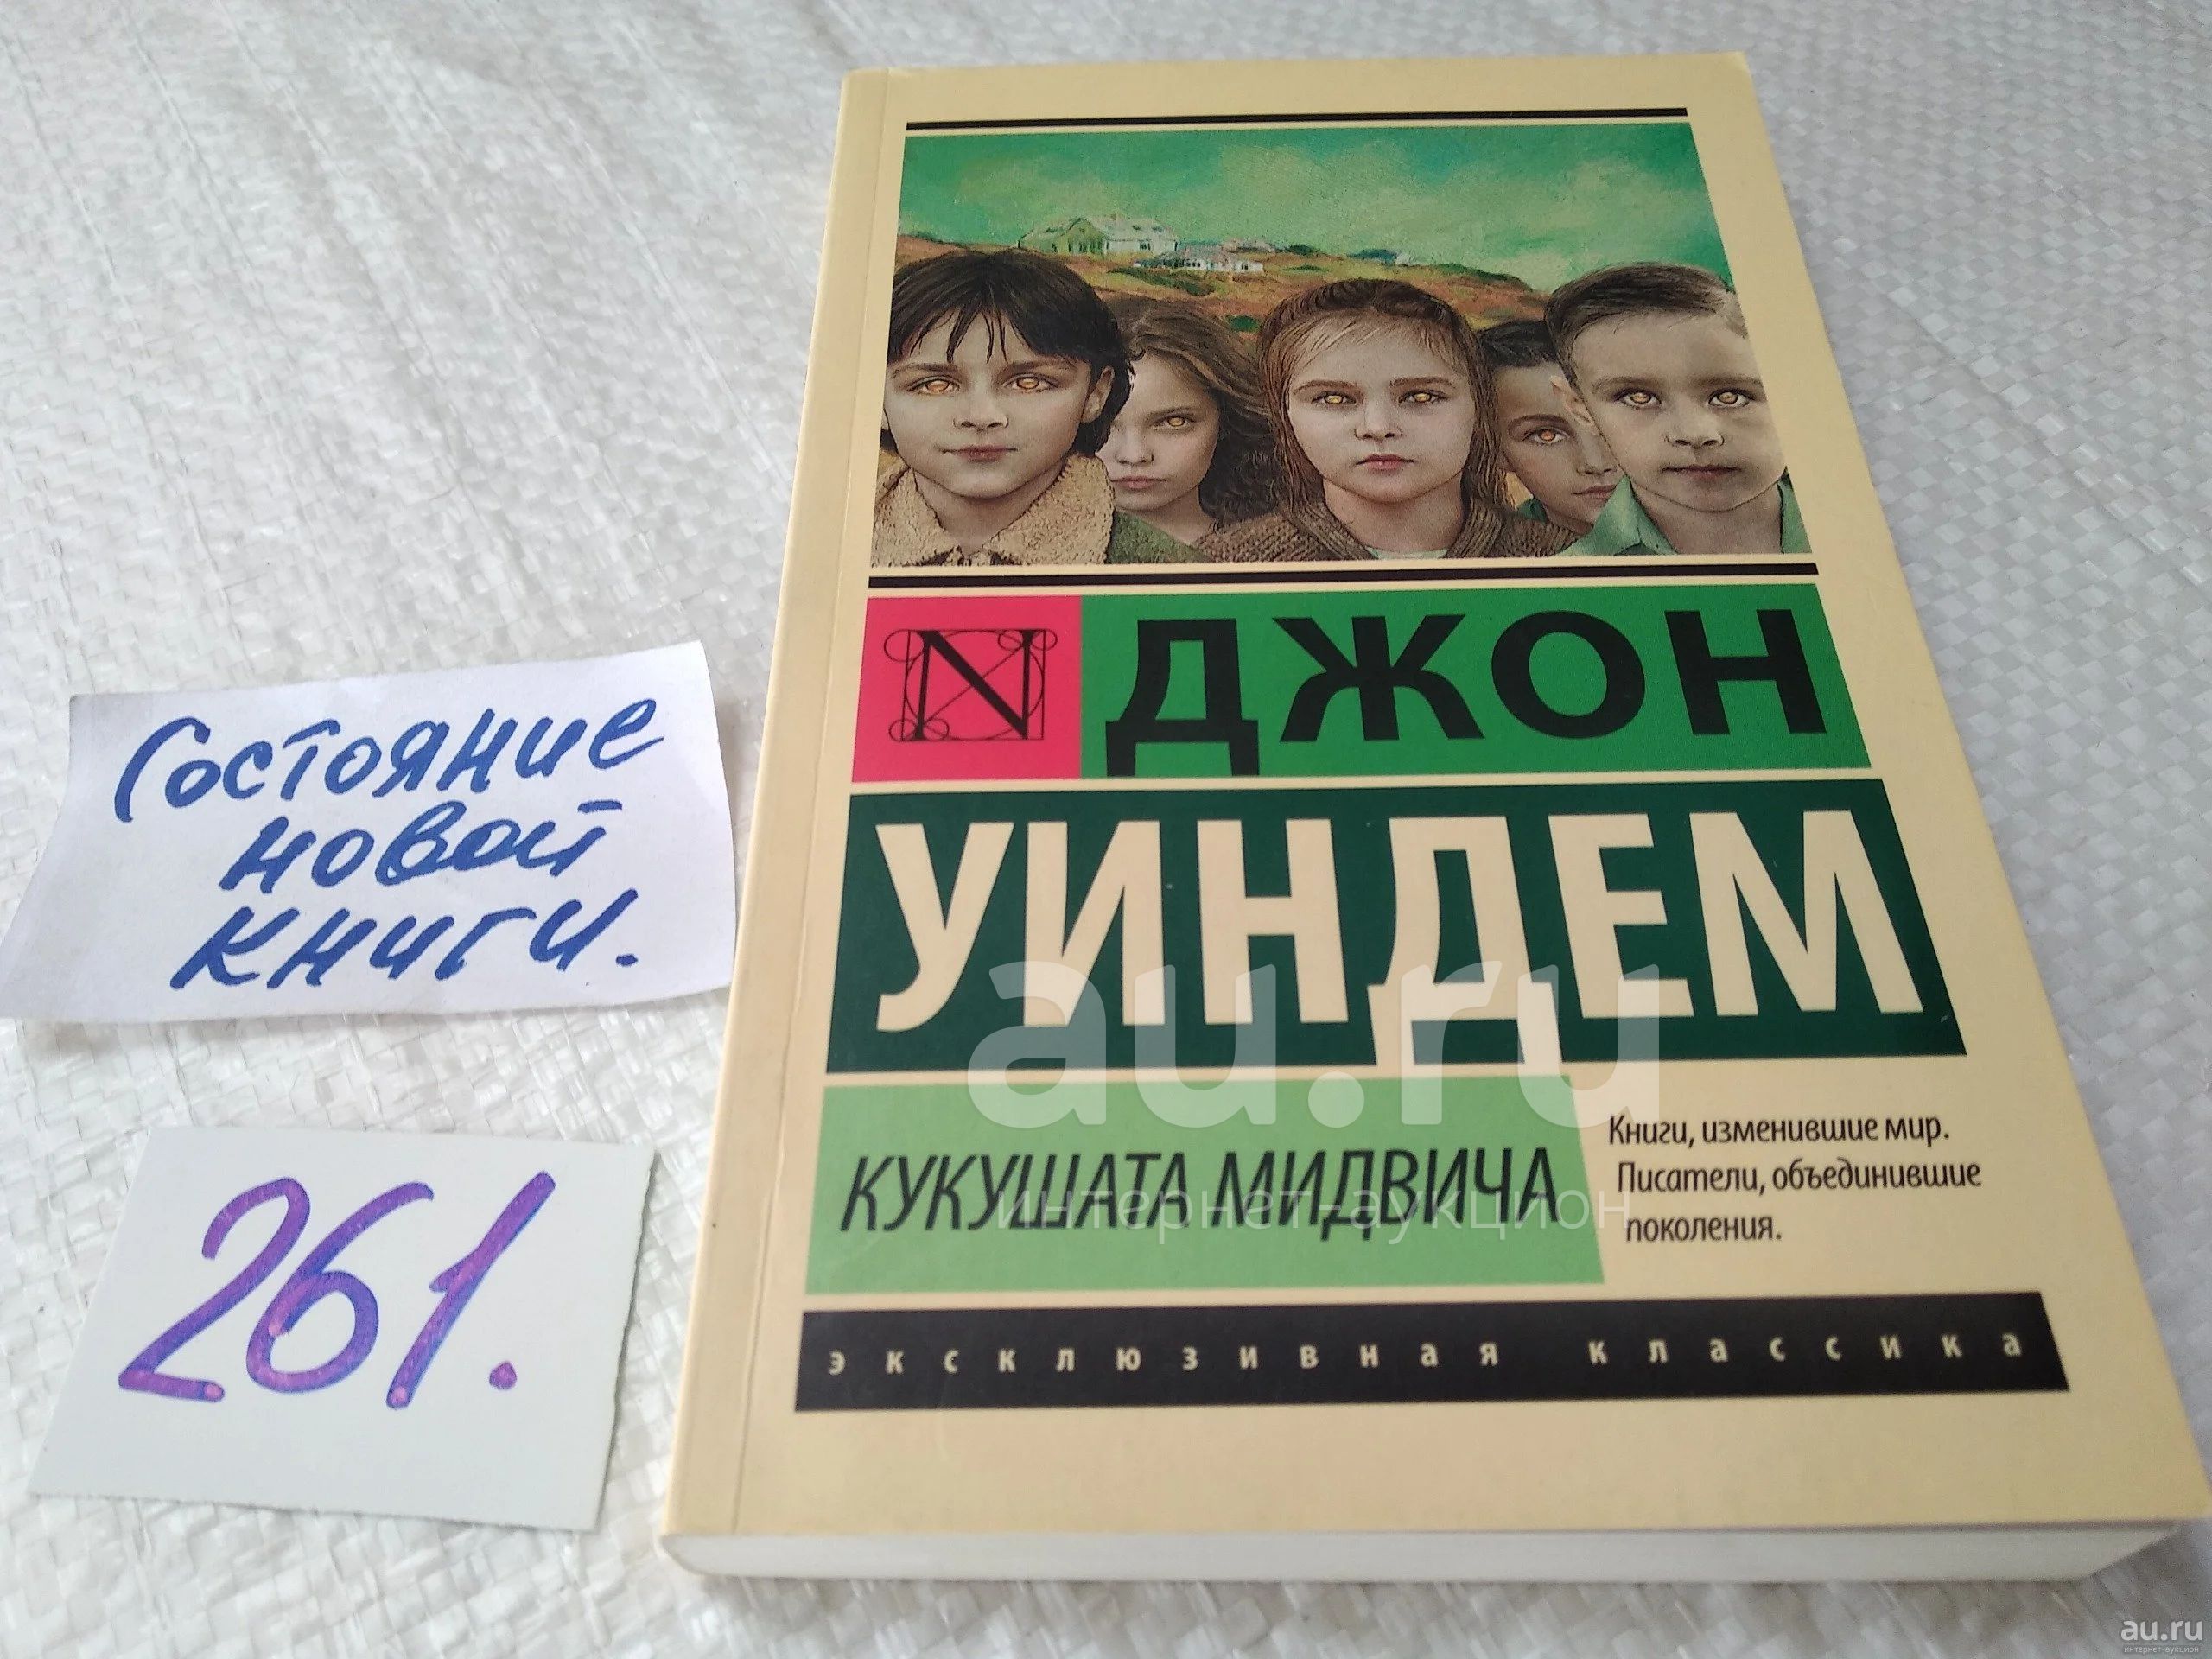 Состояние
новой
книги.
261.
N ДЖОН
УИНДЕМ
КУКУШАТА МИДВИЧА
Книги, изменившие мир.
Писатели, объединившие
поколения.
эксклюзивная классика
au.ru
интернет-аукцион
au.ru
интернет-аукцион